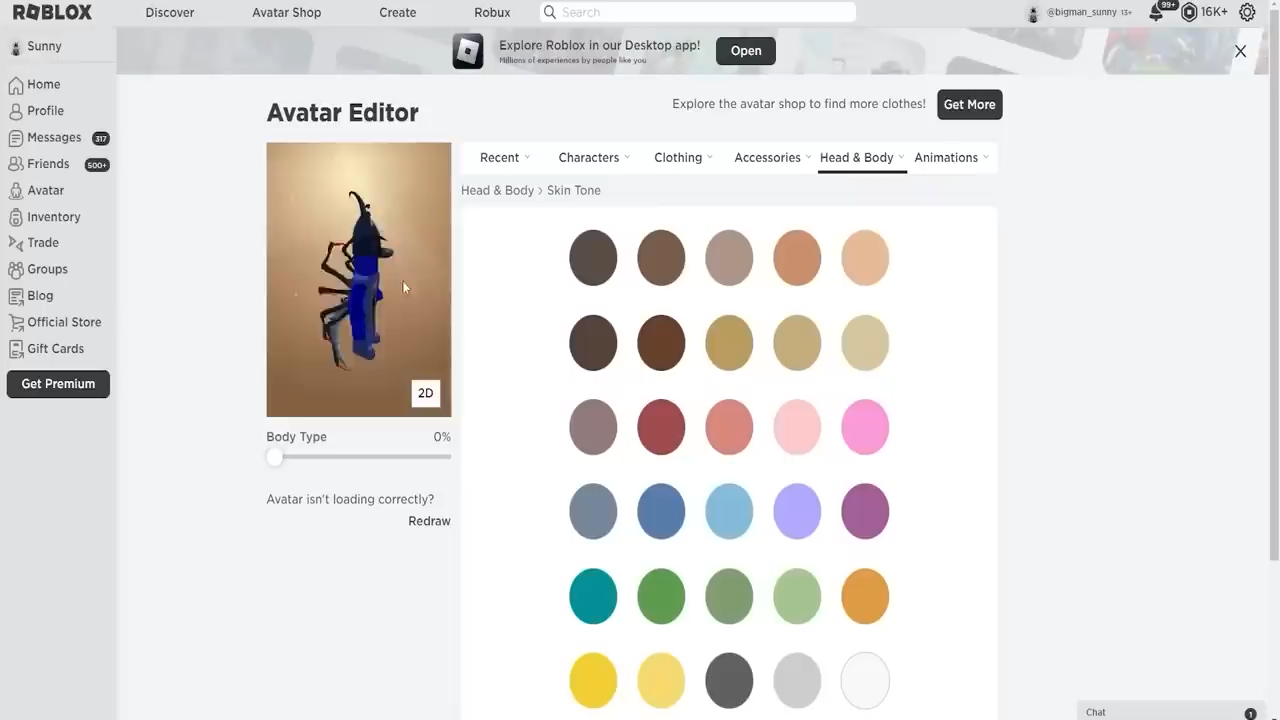 ROBLOX
Discover
Avatar Shop
Create
Robux
Search
@bigman_sunny 13+
99+
16K+
Sunny
Home
Profile
Messages 317
Friends 500+
Avatar
Inventory
Trade
Groups
Blog
Official Store
Gift Cards
Get Premium
Explore Roblox in our Desktop app!
Millions of experiences by people like you
Open
Avatar Editor
Explore the avatar shop to find more clothes!
Get More
Recent
Characters
Clothing
Accessories
Head & Body
Animations
Head & Body > Skin Tone
2D
Body Type 0%
Avatar isn't loading correctly?
Redraw
Chat 1